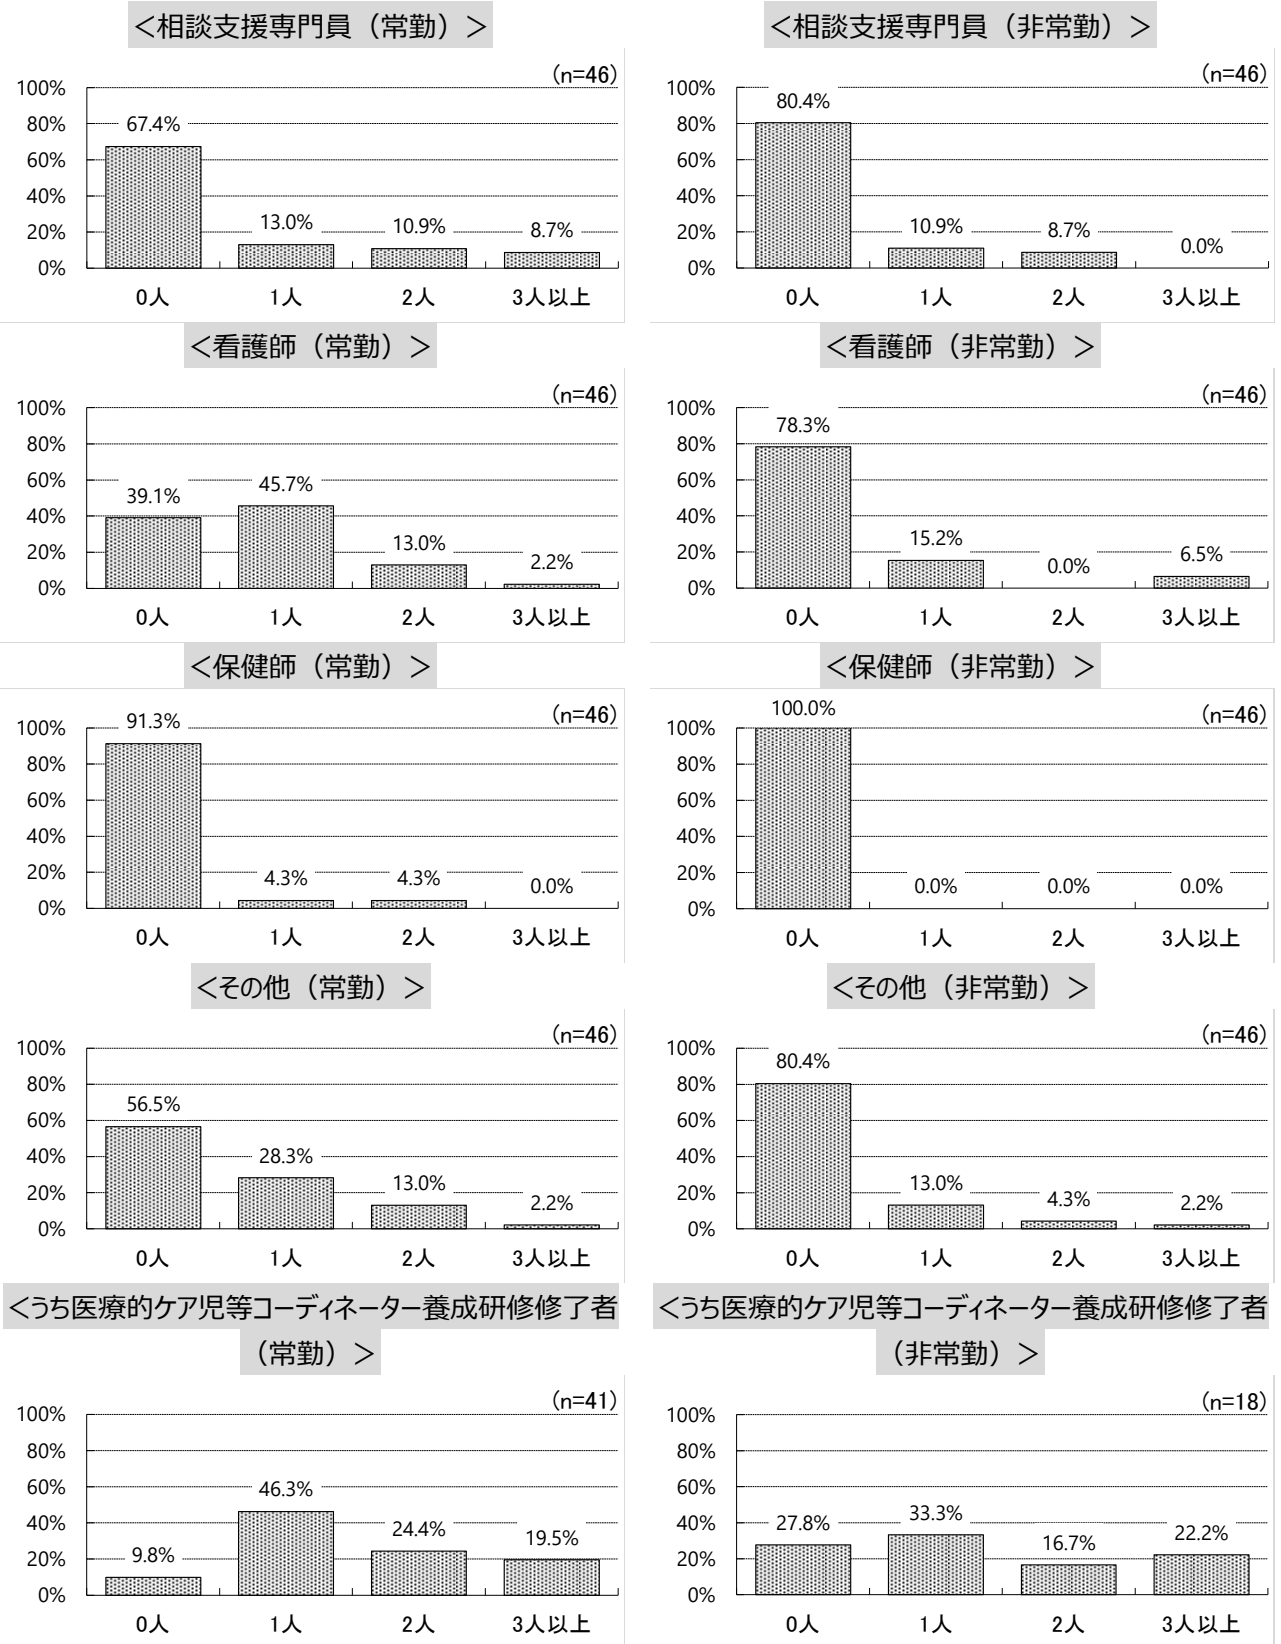 ＜相談支援専門員（常勤）＞
(n=46)
100%
80%
60%
40%
20%
0%
67.4%
13.0%
10.9%
8.7%
0人
1人
2人
3人以上
＜相談支援専門員（非常勤）＞
(n=46)
100%
80%
60%
40%
20%
0%
80.4%
10.9%
8.7%
0.0%
0人
1人
2人
3人以上
＜看護師（常勤）＞
(n=46)
100%
80%
60%
40%
20%
0%
39.1%
45.7%
13.0%
2.2%
0人
1人
2人
3人以上
＜看護師（非常勤）＞
(n=46)
100%
80%
60%
40%
20%
0%
78.3%
15.2%
0.0%
6.5%
0人
1人
2人
3人以上
＜保健師（常勤）＞
(n=46)
100%
80%
60%
40%
20%
0%
91.3%
4.3%
4.3%
0.0%
0人
1人
2人
3人以上
＜保健師（非常勤）＞
(n=46)
100%
80%
60%
40%
20%
0%
100.0%
0.0%
0.0%
0.0%
0人
1人
2人
3人以上
＜その他（常勤）＞
(n=46)
100%
80%
60%
40%
20%
0%
56.5%
28.3%
13.0%
2.2%
0人
1人
2人
3人以上
＜その他（非常勤）＞
(n=46)
100%
80%
60%
40%
20%
0%
80.4%
13.0%
4.3%
2.2%
0人
1人
2人
3人以上
＜うち医療的ケア児等コーディネーター養成研修修了者
（常勤）＞
(n=41)
100%
80%
60%
40%
20%
0%
9.8%
46.3%
24.4%
19.5%
0人
1人
2人
3人以上
＜うち医療的ケア児等コーディネーター養成研修修了者
（非常勤）＞
(n=18)
100%
80%
60%
40%
20%
0%
27.8%
33.3%
16.7%
22.2%
0人
1人
2人
3人以上